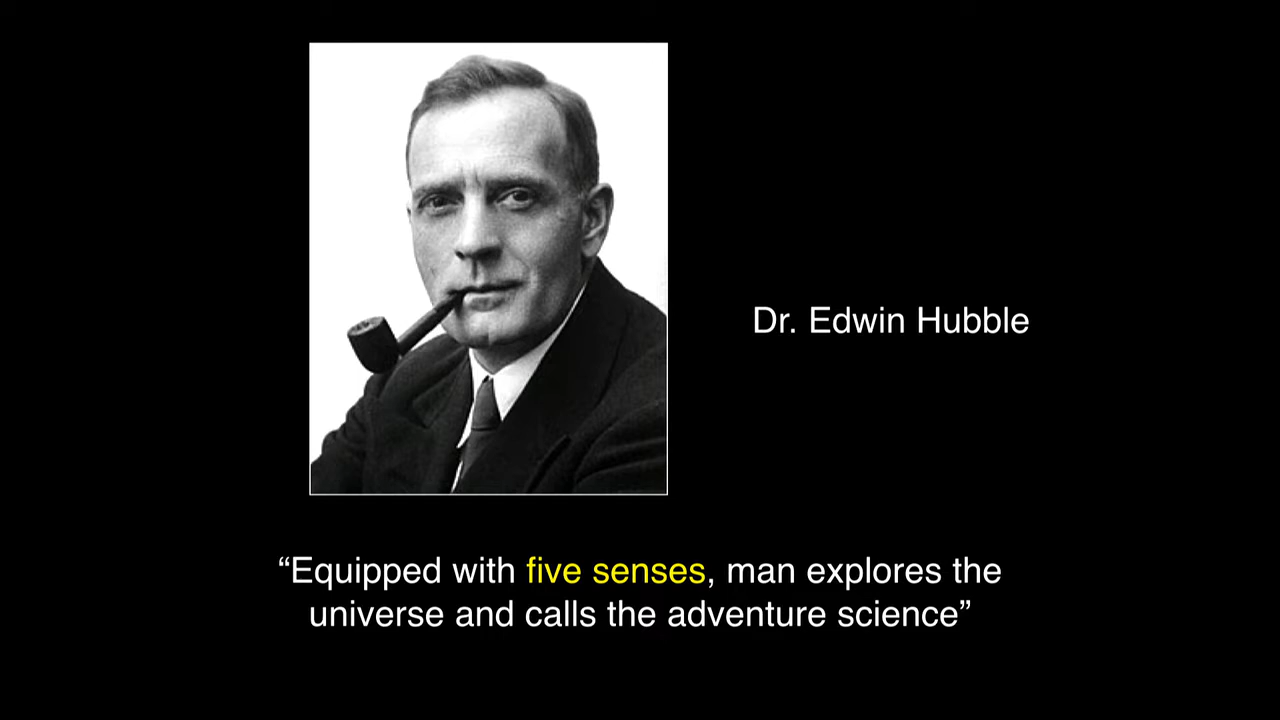 Dr. Edwin Hubble
“Equipped with five senses, man explores the
universe and calls the adventure science”